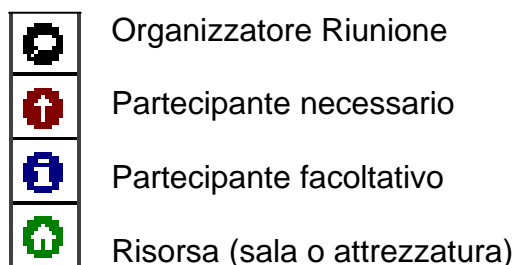 Organizzatore Riunione
Partecipante necessario
Partecipante facoltativo
Risorsa (sala o attrezzatura)